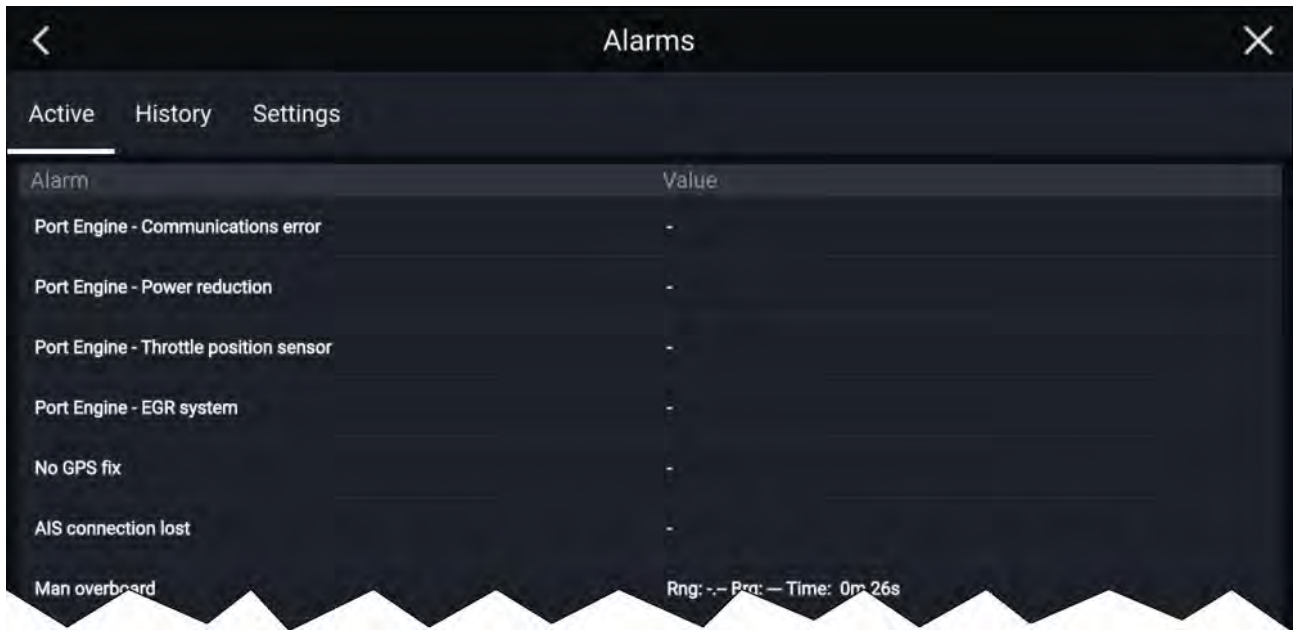 Alarms
Active History Settings
Alarm Value
Port Engine - Communications error -
Port Engine - Power reduction -
Port Engine - Throttle position sensor -
Port Engine - EGR system -
No GPS fix -
AIS connection lost -
Man overboard Rng: -.-- Brg: --- Time: 0m 26s